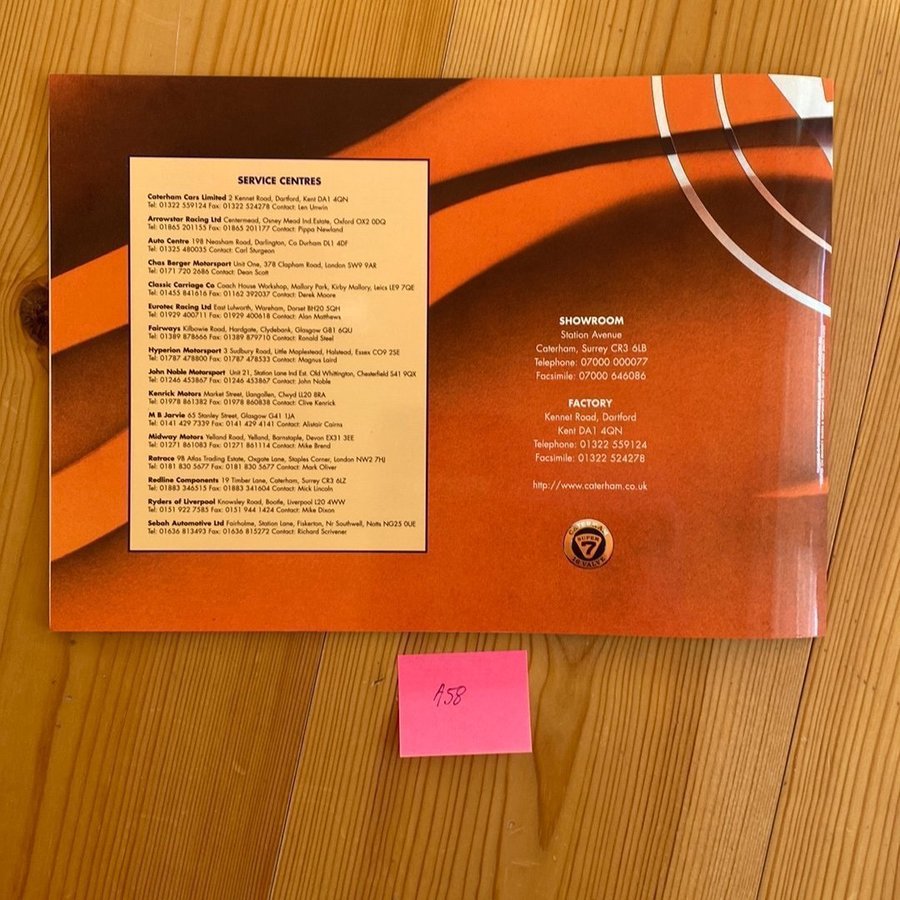 SERVICE CENTRES
Caterham Cars Limited 2 Kennet Road, Dartford, Kent DA1 4QN
Tel: 01322 559124 Fax: 01322 524278 Contact: Len Unwin
Arrowstar Racing Ltd Centermead, Osney Mead Ind.Estate, Oxford OX2 0DQ
Tel: 01865 201155 Fax: 01865 201177 Contact: Pippa Newland
Auto Centre 198 Neasham Road, Darlington, Co Durham DL1 4DF
Tel: 01325 480035 Contact: Carl Sturgeon
Chas Berger Motorsport Unit One, 378 Clapham Road, London SW9 9AR
Tel: 0171 720 2686 Contact: Dean Scott
Classic Carriage Co Coach House Workshop, Mallory Park, Kirby Mallory, Leics LE9 7QE
Tel: 01455 841616 Fax: 01162 392037 Contact: Derek Moore
Eurotec Racing Ltd East Lulworth, Wareham, Dorset BH20 5QH
Tel: 01929 400711 Fax: 01929 400618 Contact: Alan Matthews
Fairways Kilbowie Road, Hardgate, Clydebank, Glasgow G81 6QU
Tel: 01389 878666 Fax: 01389 879710 Contact: Ronald Steel
Hyperion Motorsport 3 Sudbury Road, Little Maplestead, Halstead, Essex CO9 2SE
Tel: 01787 478800 Fax: 01787 478533 Contact: Magnus Laird
John Noble Motorsport Unit 21, Station Lane Ind Est. Old Whittington, Chesterfield S41 9QX
Tel: 01246 453867 Fax: 01246 453867 Contact: John Noble
Kenrick Motors Market Street, Llangollen, Clwyd LL20 8RA
Tel: 01978 861382 Fax: 01978 860838 Contact: Clive Kenrick
M B Jarvie 65 Stanley Street, Glasgow G41 1JA
Tel: 0141 429 7339 Fax: 0141 429 4141 Contact: Alistair Cairns
Midway Motors Yelland Road, Yelland, Barnstaple, Devon EX31 3EE
Tel: 01271 861083 Fax: 01271 861114 Contact: Mike Brend
Ratrace 9B Atlas Trading Estate, Oxgate Lane, Staples Corner, London NW2 7HJ
Tel: 0181 830 5677 Fax: 0181 830 5677 Contact: Mark Oliver
Redline Components 19 Timber Lane, Caterham, Surrey CR3 6LZ
Tel: 01883 346515 Fax: 01883 341604 Contact: Mick Lincoln
Ryders of Liverpool Knowsley Road, Bootle, Liverpool L20 4WW
Tel: 0151 922 7585 Fax: 0151 944 1424 Contact: Mike Dixon
Sebah Automotive Ltd Fairholme, Station Lane, Fiskerton, Nr Southwell, Notts NG25 0UE
Tel: 01636 813493 Fax: 01636 815272 Contact: Richard Scrivener
SHOWROOM
Station Avenue
Caterham, Surrey CR3 6LB
Telephone: 07000 000077
Facsimile: 07000 646086
FACTORY
Kennet Road, Dartford
Kent DA1 4QN
Telephone: 01322 559124
Facsimile: 01322 524278
http://www.caterham.co.uk
CATERHAM
SUPER
7
16 VALVE
A58